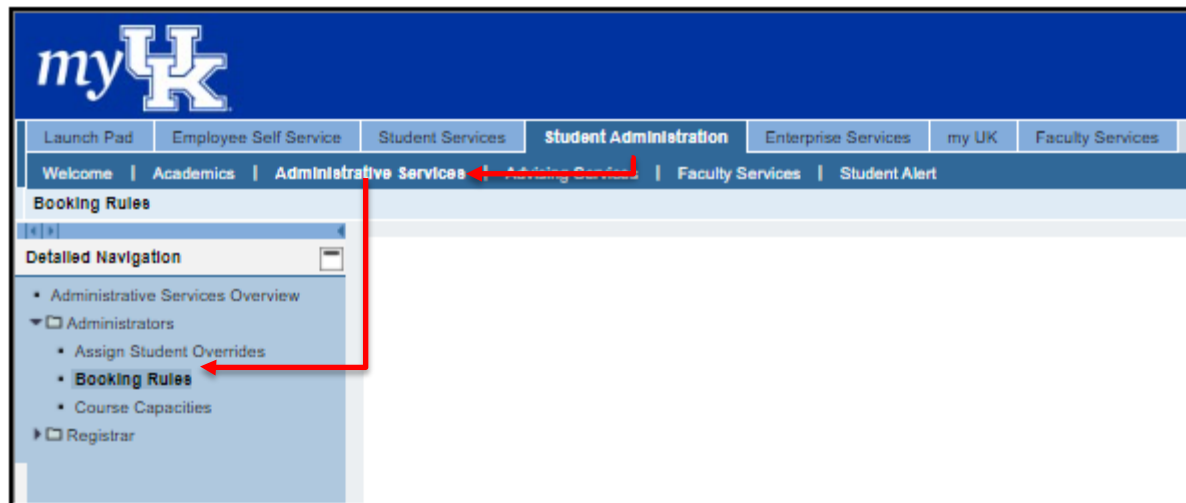 myUK
Launch Pad Employee Self Service Student Services Student Administration Enterprise Services my UK Faculty Services
Welcome | Academics | Administrative Services | Advising Services | Faculty Services | Student Alert
Booking Rules
Detailed Navigation
Administrative Services Overview
Administrators
Assign Student Overrides
Booking Rules
Course Capacities
Registrar